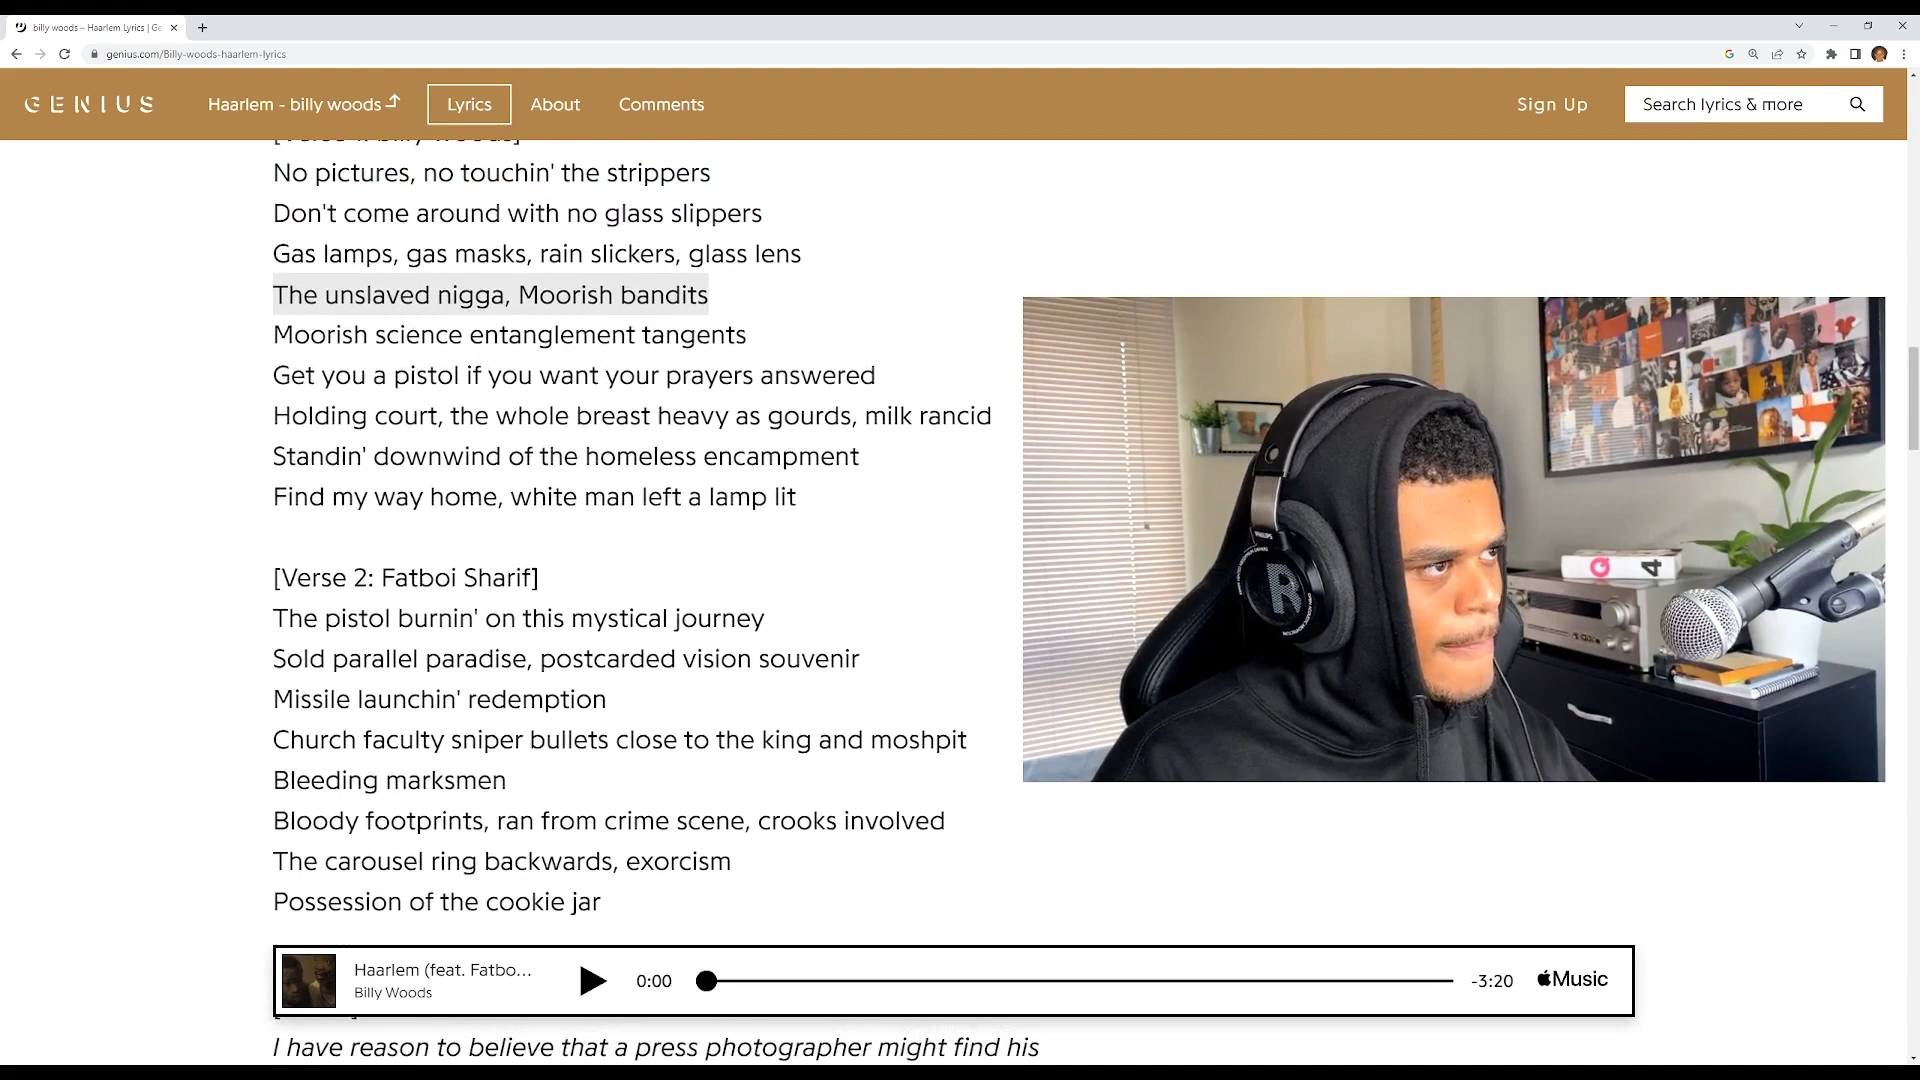 billy woods – Haarlem Lyrics | Ge
genius.com/Billy-woods-haarlem-lyrics
GENIUS
Haarlem - billy woods
Lyrics
About
Comments
Sign Up
Search lyrics & more
No pictures, no touchin' the strippers
Don't come around with no glass slippers
Gas lamps, gas masks, rain slickers, glass lens
The unslaved nigga, Moorish bandits
Moorish science entanglement tangents
Get you a pistol if you want your prayers answered
Holding court, the whole breast heavy as gourds, milk rancid
Standin' downwind of the homeless encampment
Find my way home, white man left a lamp lit
[Verse 2: Fatboi Sharif]
The pistol burnin' on this mystical journey
Sold parallel paradise, postcarded vision souvenir
Missile launchin' redemption
Church faculty sniper bullets close to the king and moshpit
Bleeding marksmen
Bloody footprints, ran from crime scene, crooks involved
The carousel ring backwards, exorcism
Possession of the cookie jar
Haarlem (feat. Fatbo...
Billy Woods
0:00
-3:20
Music
I have reason to believe that a press photographer might find his
PHILIPS
R
4